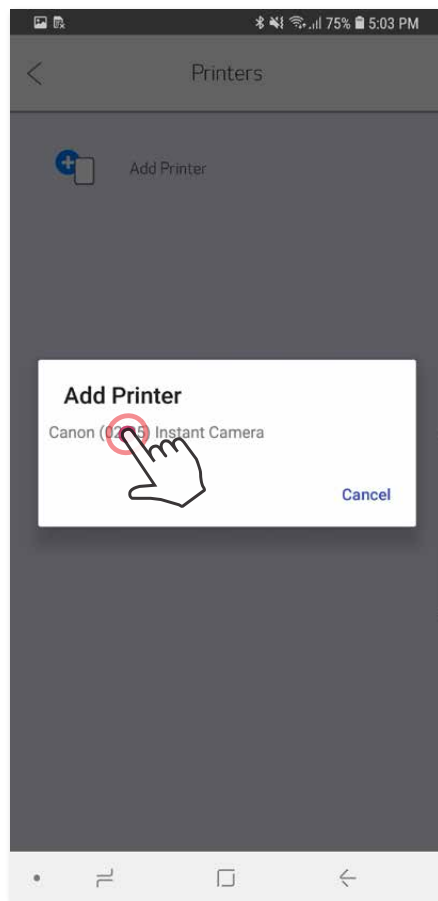 75% 5:03 PM
Printers
Add Printer
Add Printer
Canon ( ) Instant Camera
Cancel